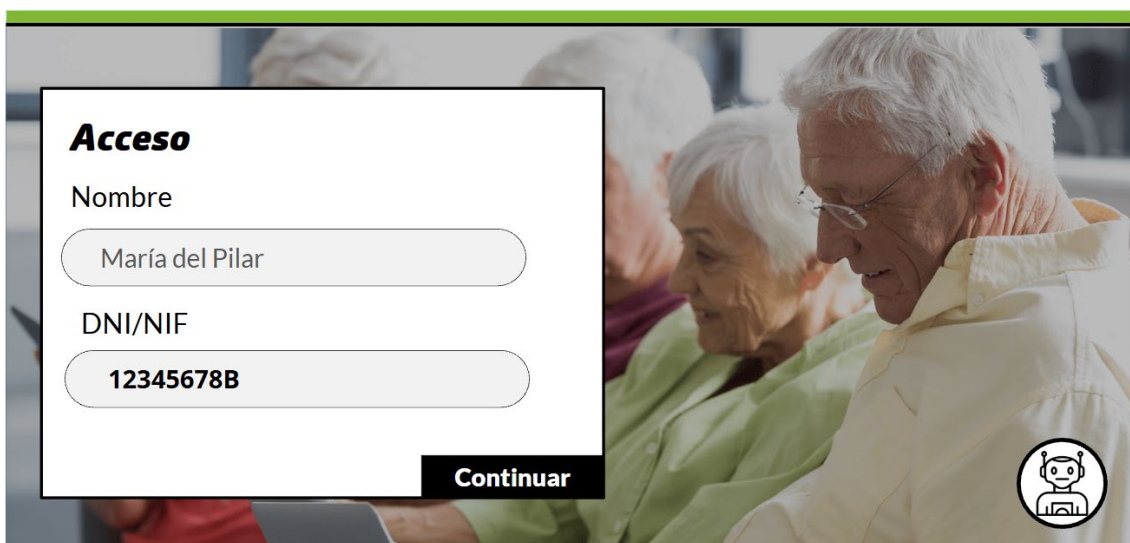 Acceso
Nombre
María del Pilar
DNI/NIF
12345678B
Continuar